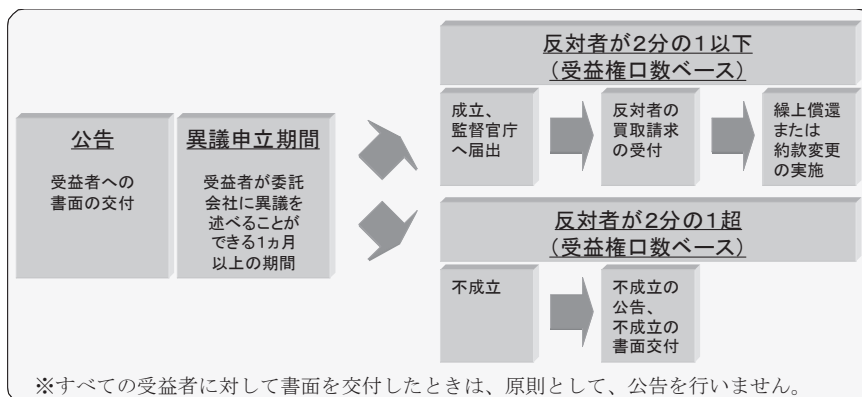 公告
受益者への
書面の交付
異議申立期間
受益者が委託
会社に異議を
述べることが
できる1ヵ月
以上の期間
反対者が2分の1以下
(受益権口数ベース)
成立、
監督官庁
へ届出
反対者の
買取請求
の受付
繰上償還
または
約款変更
の実施
反対者が2分の1超
(受益権口数ベース)
不成立
不成立の
公告、
不成立の
書面交付
※すべての受益者に対して書面を交付したときは、原則として、公告を行いません。